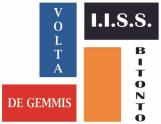 VOLTA
I.I.S.S.
DE GEMMIS
BITONTO